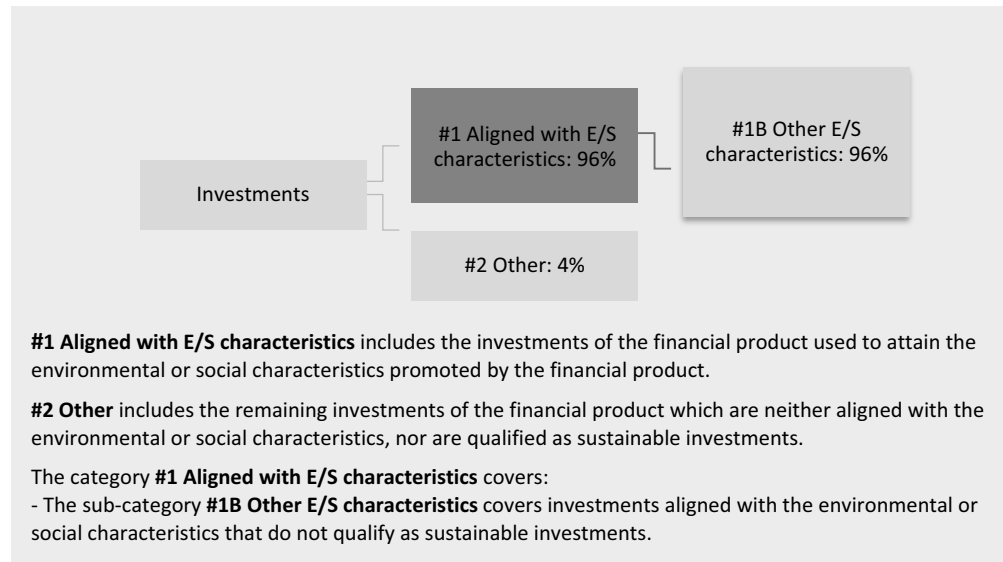 #1 Aligned with E/S
characteristics: 96%
#1B Other E/S
characteristics: 96%
Investments
#2 Other: 4%
#1 Aligned with E/S characteristics includes the investments of the financial product used to attain the
environmental or social characteristics promoted by the financial product.
#2 Other includes the remaining investments of the financial product which are neither aligned with the
environmental or social characteristics, nor are qualified as sustainable investments.
The category #1 Aligned with E/S characteristics covers:
- The sub-category #1B Other E/S characteristics covers investments aligned with the environmental or
social characteristics that do not qualify as sustainable investments.